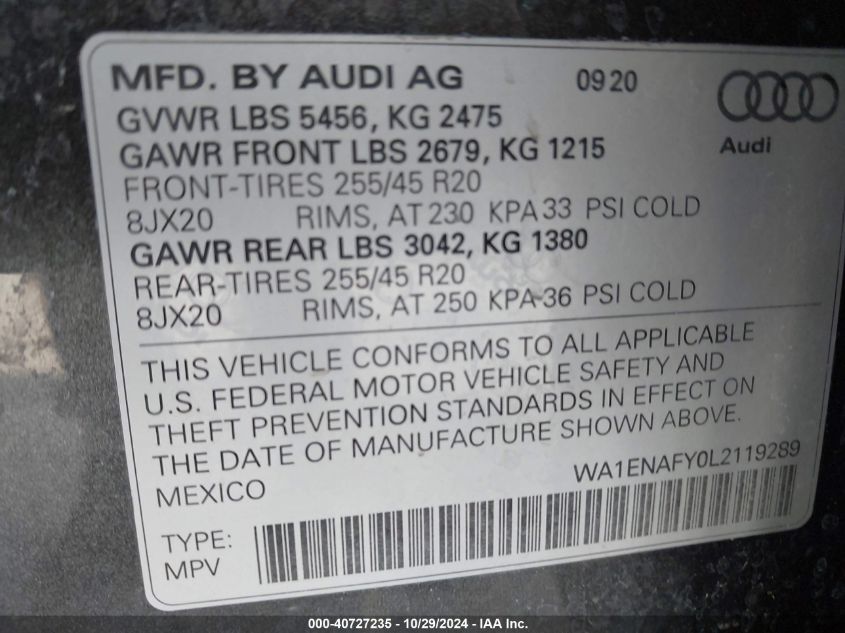 MFD. BY AUDI AG 09 20
GVWR LBS 5456, KG 2475
GAWR FRONT LBS 2679, KG 1215
Audi
FRONT-TIRES 255/45 R20
8JX20 RIMS, AT 230 KPA 33 PSI COLD
GAWR REAR LBS 3042, KG 1380
REAR-TIRES 255/45 R20
8JX20 RIMS, AT 250 KPA 36 PSI COLD
THIS VEHICLE CONFORMS TO ALL APPLICABLE
U.S. FEDERAL MOTOR VEHICLE SAFETY AND
THEFT PREVENTION STANDARDS IN EFFECT ON
THE DATE OF MANUFACTURE SHOWN ABOVE.
MEXICO WA1ENAFY0L2119289
TYPE:
MPV
000-40727235 - 10/29/2024 - IAA Inc.